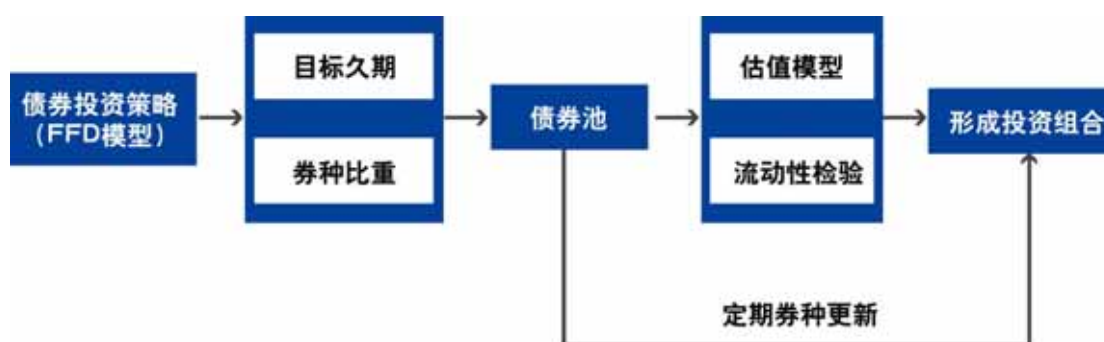 债券投资策略
（FFD模型）
目标久期
券种比重
债券池
估值模型
流动性检验
形成投资组合
定期券种更新